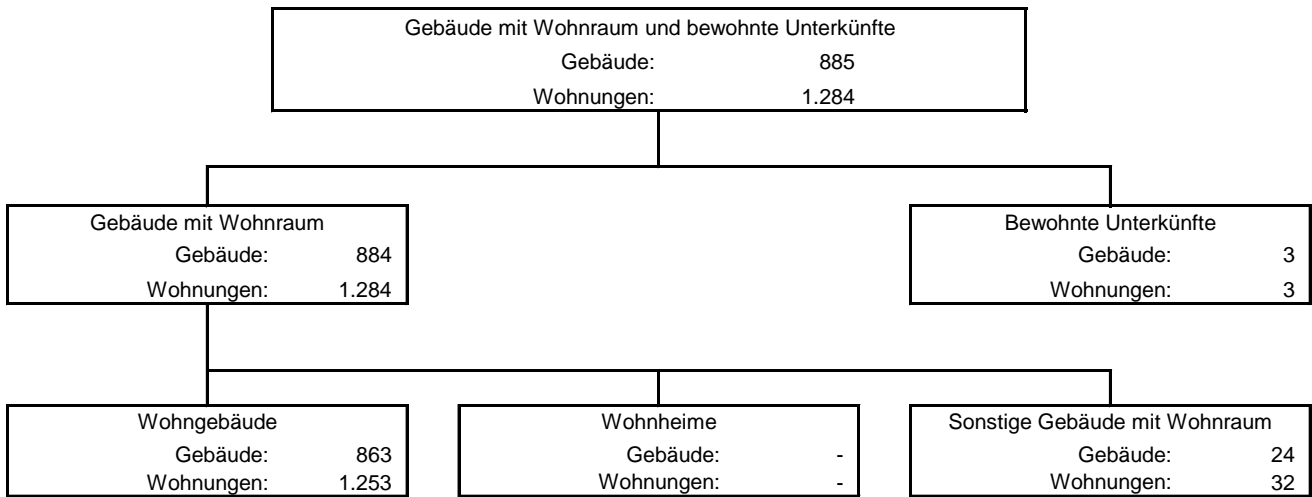 Gebäude mit Wohnraum und bewohnte Unterkünfte
Gebäude: 885
Wohnungen: 1.284
Gebäude mit Wohnraum
Gebäude: 884
Wohnungen: 1.284
Bewohnte Unterkünfte
Gebäude: 3
Wohnungen: 3
Wohngebäude
Gebäude: 863
Wohnungen: 1.253
Wohnheime
Gebäude: -
Wohnungen: -
Sonstige Gebäude mit Wohnraum
Gebäude: 24
Wohnungen: 32